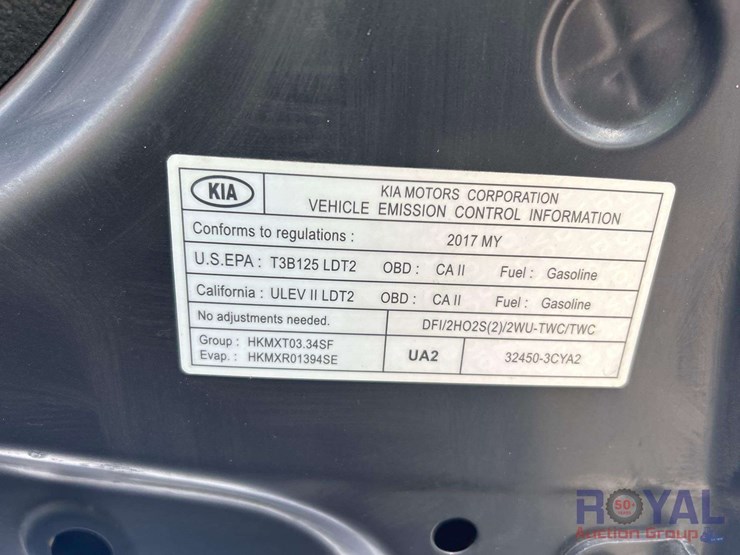 KIA
KIA MOTORS CORPORATION
VEHICLE EMISSION CONTROL INFORMATION
Conforms to regulations : 2017 MY
U.S.EPA : T3B125 LDT2 OBD : CA II Fuel : Gasoline
California : ULEV II LDT2 OBD : CA II Fuel : Gasoline
No adjustments needed. DFI/2HO2S(2)/2WU-TWC/TWC
Group : HKMXT03.34SF
Evap. : HKMXR01394SE
UA2 32450-3CYA2
ROYAL
50+
Auction Group